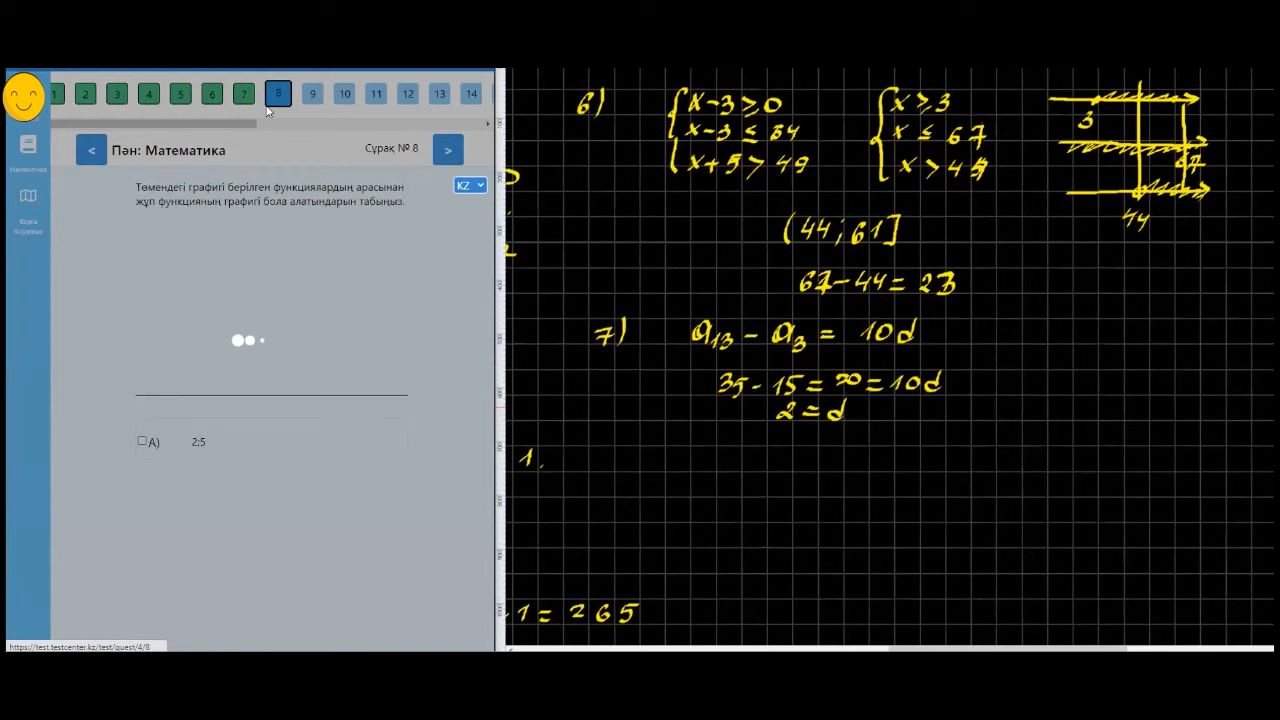 1 2 3 4 5 6 7 8 9 10 11 12 13 14
< Пән: Математика Сұрақ № 8 >
Математика
Карта
KZ
Төмендегі графигі берілген функциялардың арасынан
жұп функцияның графигі бола алатындарын табыңыз.
A) 2;5
https://test.testcenter.kz/test/quest/4/8
6) x-3≥0 x≥3
x-3≤64 x≤67
x+5>49 x>44
3
67
44
(44;67]
67-44=23
7) a₁₃ - a₃ = 10d
35-15=20=10d
2=d
1.
1=265